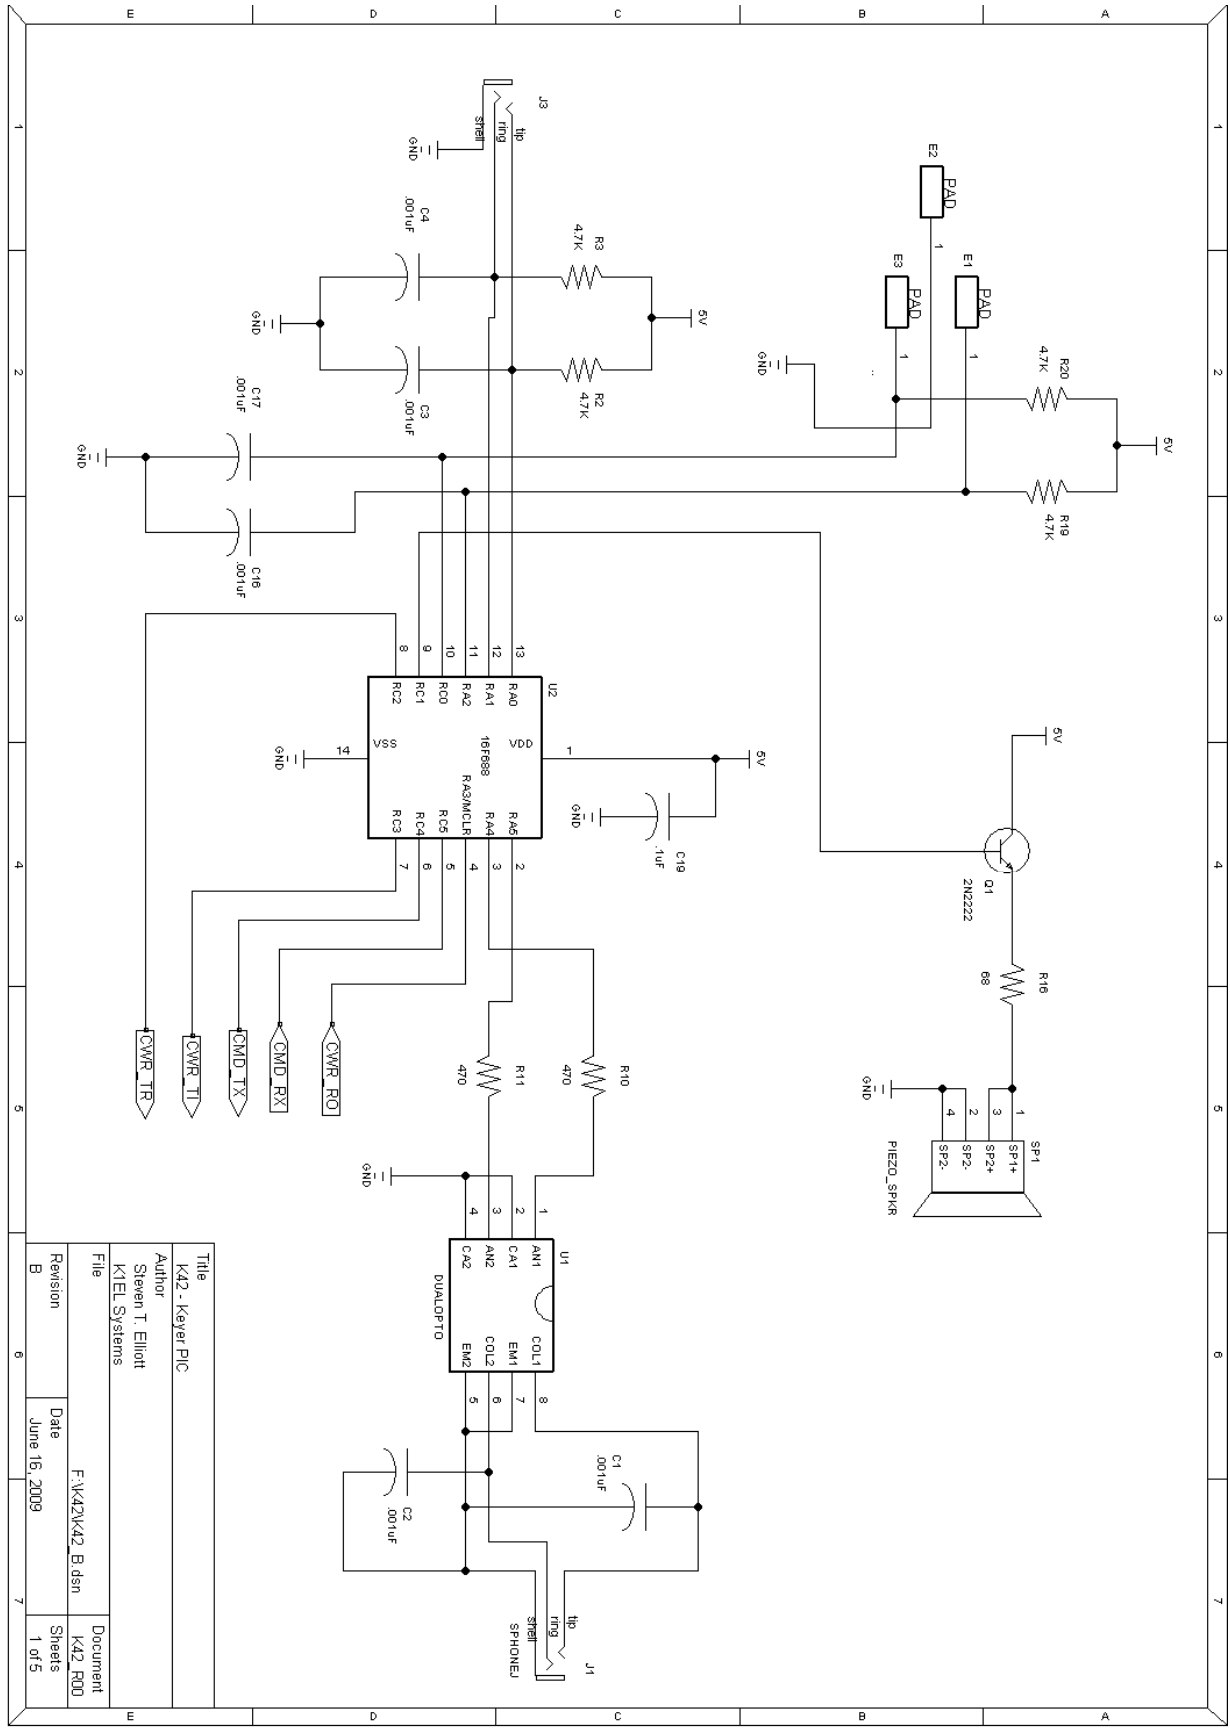 E D C B A
1 2 3 4 5 6 7
1 2 3 4 5 6 7
E D C B A
J3
tip
ring
shell
GND
C4
.001uF
R3
4.7K
5V
GND
C3
.001uF
R2
4.7K
E2
PAD
1
E3
PAD
1
E1
PAD
1
GND
..
R20
4.7K
5V
R19
4.7K
C17
.001uF
GND
C16
.001uF
U2
16F688
13 RA0
12 RA1
11 RA2
10 RC0
9 RC1
8 RC2
VDD 1
VSS 14
RA5 2
RA4 3
RA3/MCLR 4
RC5 5
RC4 6
RC3 7
GND
5V
GND
C19
.1uF
5V
Q1
2N2222
R16
68
GND
1 SP1+
3 SP2+
2 SP2-
4 SP2-
SP1
PIEZO_SPKR
CWR_TR
CWR_TI
CMD_TX
CMD_RX
CWR_RO
R11
470
R10
470
GND
U1
DUALOPTO
1 AN1
2 CA1
3 AN2
4 CA2
COL1 8
EM1 7
COL2 6
EM2 5
C1
.001uF
C2
.001uF
tip
ring
shell
J1
SPHONEJ
Title
K42 - Keyer PIC
Author
Steven T. Elliott
K1EL Systems
File
F:\K42\K42_B.dsn
Document
K42_R00
Revision
B
Date
June 16, 2009
Sheets
1 of 5